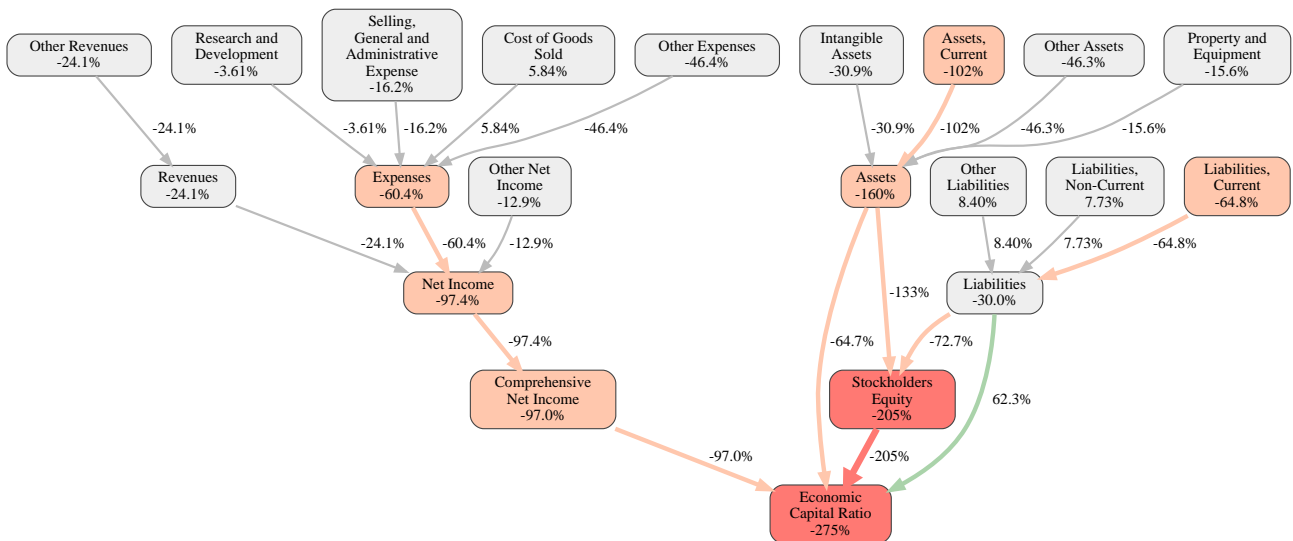 Other Revenues
-24.1%
Research and
Development
-3.61%
Selling,
General and
Administrative
Expense
-16.2%
Cost of Goods
Sold
5.84%
Other Expenses
-46.4%
Intangible
Assets
-30.9%
Assets,
Current
-102%
Other Assets
-46.3%
Property and
Equipment
-15.6%
-24.1%
-3.61%
-16.2%
5.84%
-46.4%
-30.9%
-102%
-46.3%
-15.6%
Revenues
-24.1%
Expenses
-60.4%
Other Net
Income
-12.9%
Assets
-160%
Other
Liabilities
8.40%
Liabilities,
Non-Current
7.73%
Liabilities,
Current
-64.8%
-24.1%
-60.4%
-12.9%
8.40%
7.73%
-64.8%
Net Income
-97.4%
-133%
Liabilities
-30.0%
-97.4%
-64.7%
-72.7%
Comprehensive
Net Income
-97.0%
Stockholders
Equity
-205%
62.3%
-97.0%
-205%
Economic
Capital Ratio
-275%